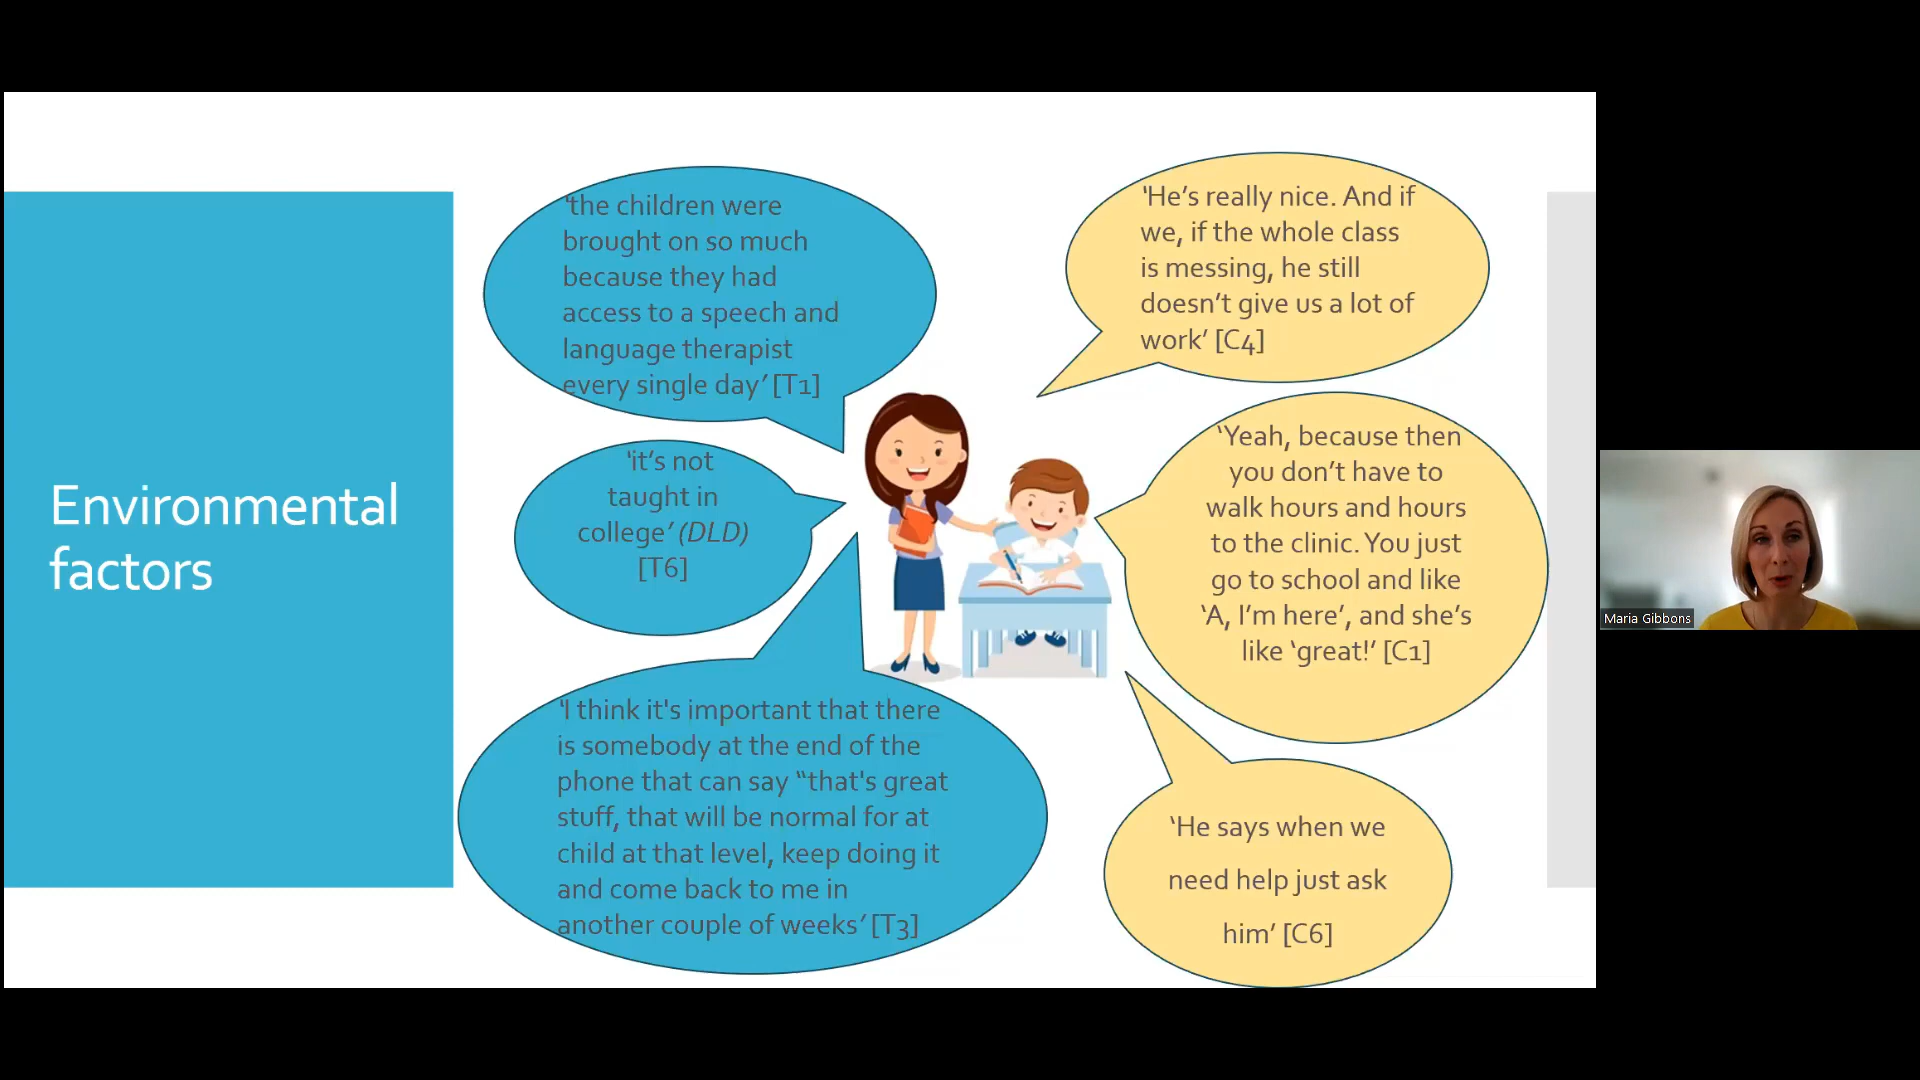 Environmental
factors
‘the children were
brought on so much
because they had
access to a speech and
language therapist
every single day’ [T1]
‘it’s not
taught in
college’ (DLD)
[T6]
‘I think it's important that there
is somebody at the end of the
phone that can say “that's great
stuff, that will be normal for at
child at that level, keep doing it
and come back to me in
another couple of weeks’ [T3]
‘He’s really nice. And if
we, if the whole class
is messing, he still
doesn’t give us a lot of
work’ [C4]
‘Yeah, because then
you don’t have to
walk hours and hours
to the clinic. You just
go to school and like
‘A, I’m here’, and she’s
like ‘great!’ [C1]
‘He says when we
need help just ask
him’ [C6]
Maria Gibbons